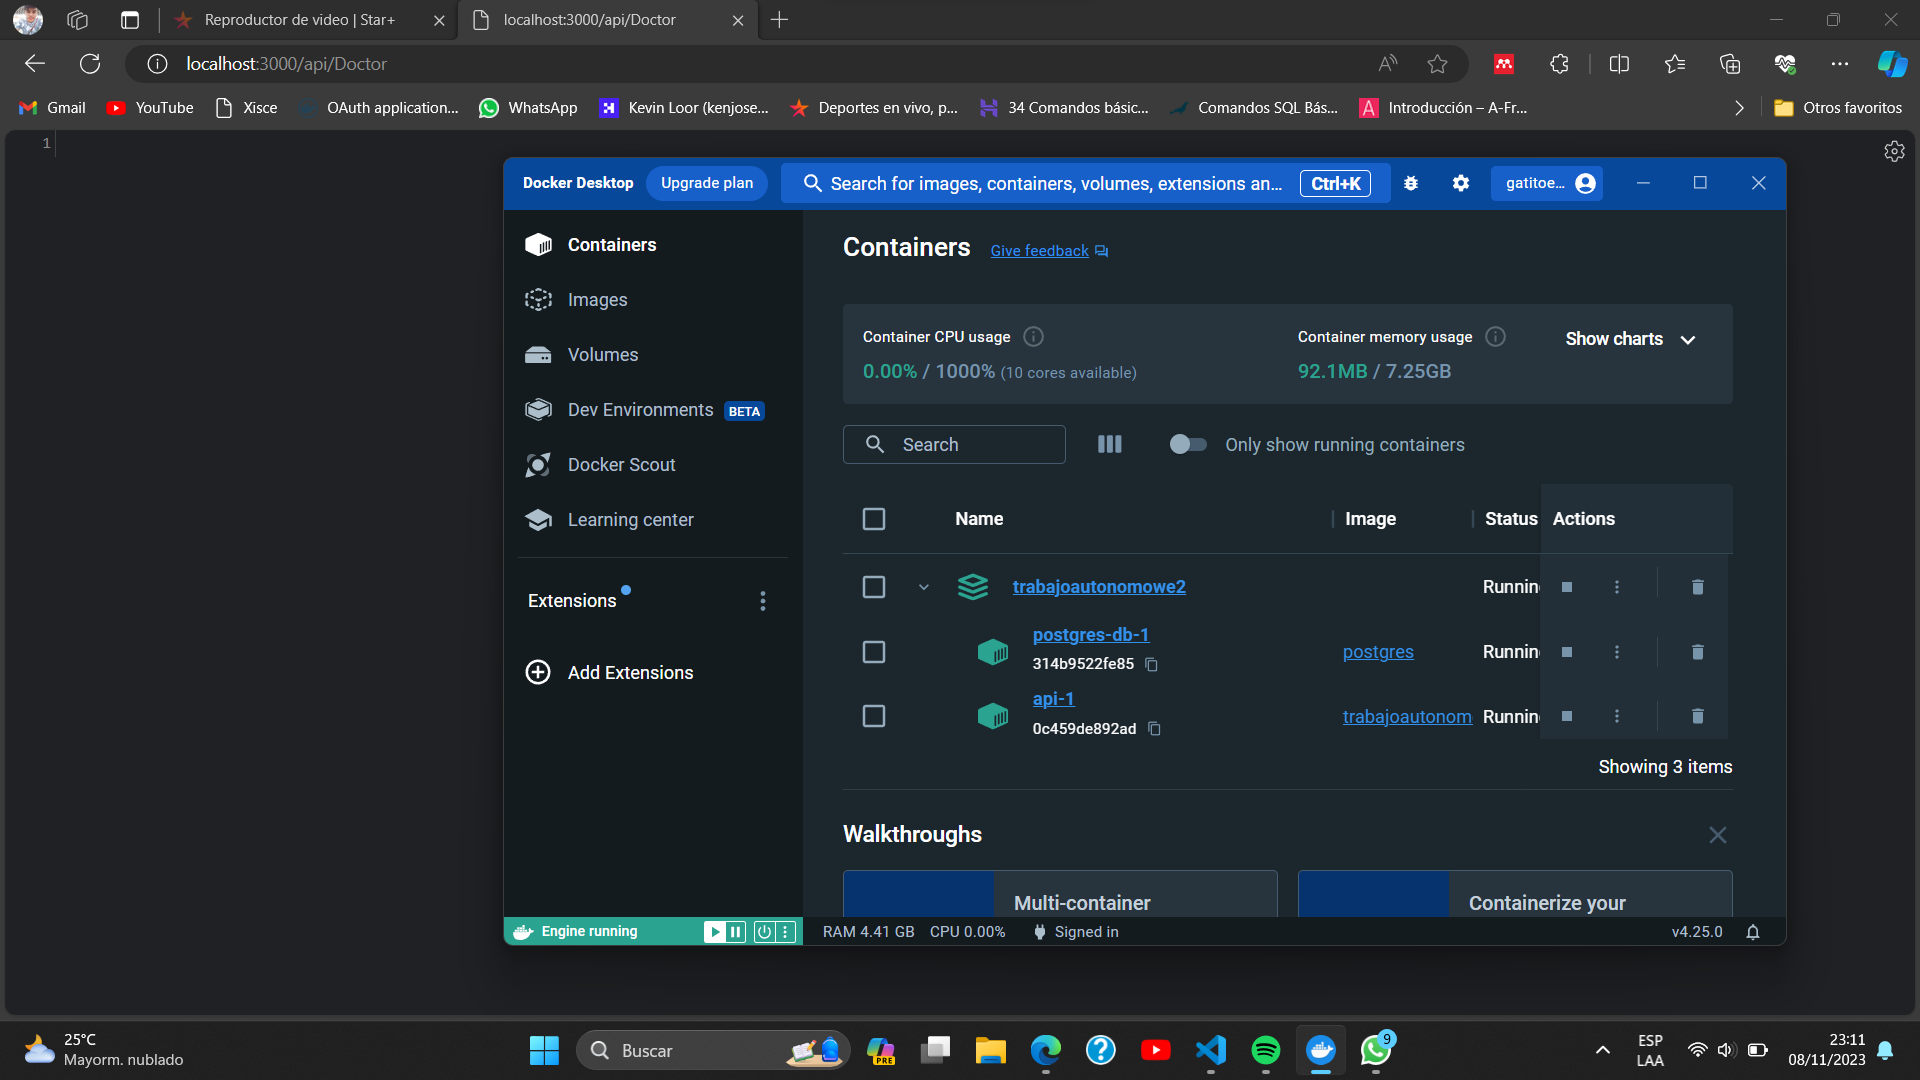 Reproductor de video | Star+
localhost:3000/api/Doctor
localhost:3000/api/Doctor
Gmail
YouTube
Xisce
OAuth application...
WhatsApp
Kevin Loor (kenjose...
Deportes en vivo, p...
34 Comandos básic...
Comandos SQL Bás...
Introducción – A-Fr...
Otros favoritos
1
Docker Desktop
Upgrade plan
Search for images, containers, volumes, extensions an...
Ctrl+K
gatitoe...
Containers
Images
Volumes
Dev Environments BETA
Docker Scout
Learning center
Extensions
Add Extensions
Containers
Give feedback
Container CPU usage
0.00% / 1000% (10 cores available)
Container memory usage
92.1MB / 7.25GB
Show charts
Search
Only show running containers
Name
Image
Status
Actions
trabajoautonomowe2
Runnin
postgres-db-1
314b9522fe85
postgres
Runnin
api-1
0c459de892ad
trabajoautonom
Runnin
Showing 3 items
Walkthroughs
Multi-container
Containerize your
Engine running
RAM 4.41 GB
CPU 0.00%
Signed in
v4.25.0
25°C
Mayorm. nublado
Buscar
PRE
9
ESP
LAA
23:11
08/11/2023